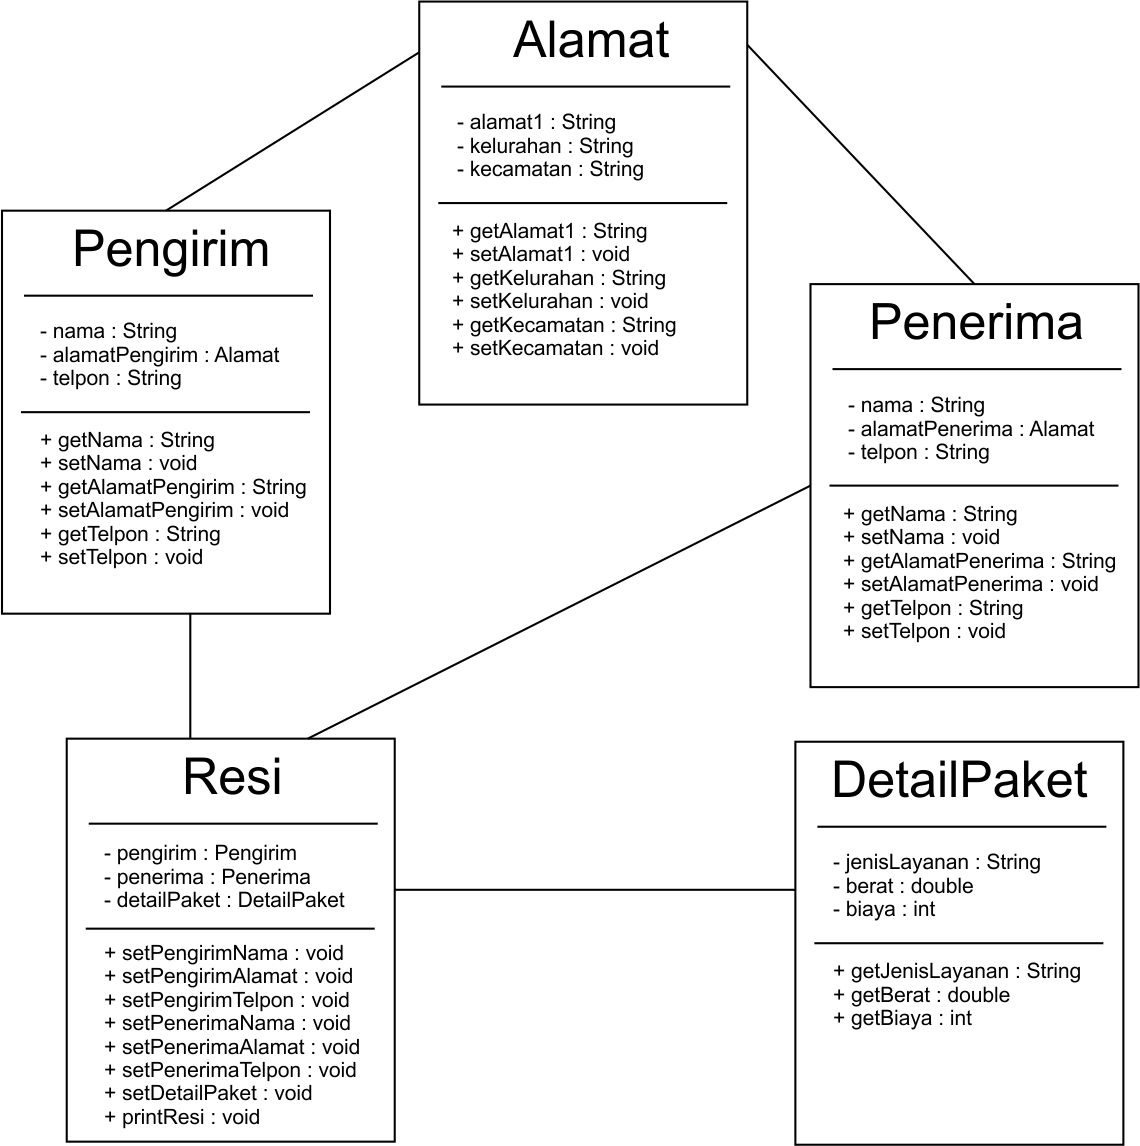 Alamat
- alamat1 : String
- kelurahan : String
- kecamatan : String
+ getAlamat1 : String
+ setAlamat1 : void
+ getKelurahan : String
+ setKelurahan : void
+ getKecamatan : String
+ setKecamatan : void
Pengirim
- nama : String
- alamatPengirim : Alamat
- telpon : String
+ getNama : String
+ setNama : void
+ getAlamatPengirim : String
+ setAlamatPengirim : void
+ getTelpon : String
+ setTelpon : void
Penerima
- nama : String
- alamatPenerima : Alamat
- telpon : String
+ getNama : String
+ setNama : void
+ getAlamatPenerima : String
+ setAlamatPenerima : void
+ getTelpon : String
+ setTelpon : void
Resi
- pengirim : Pengirim
- penerima : Penerima
- detailPaket : DetailPaket
+ setPengirimNama : void
+ setPengirimAlamat : void
+ setPengirimTelpon : void
+ setPenerimaNama : void
+ setPenerimaAlamat : void
+ setPenerimaTelpon : void
+ setDetailPaket : void
+ printResi : void
DetailPaket
- jenisLayanan : String
- berat : double
- biaya : int
+ getJenisLayanan : String
+ getBerat : double
+ getBiaya : int